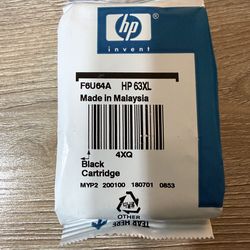 hp
invent
F6U64A HP 63XL
Made in Malaysia
4XQ
Black
Cartridge
MYP2 200100 180701 0853
OTHER
TEAR HERE